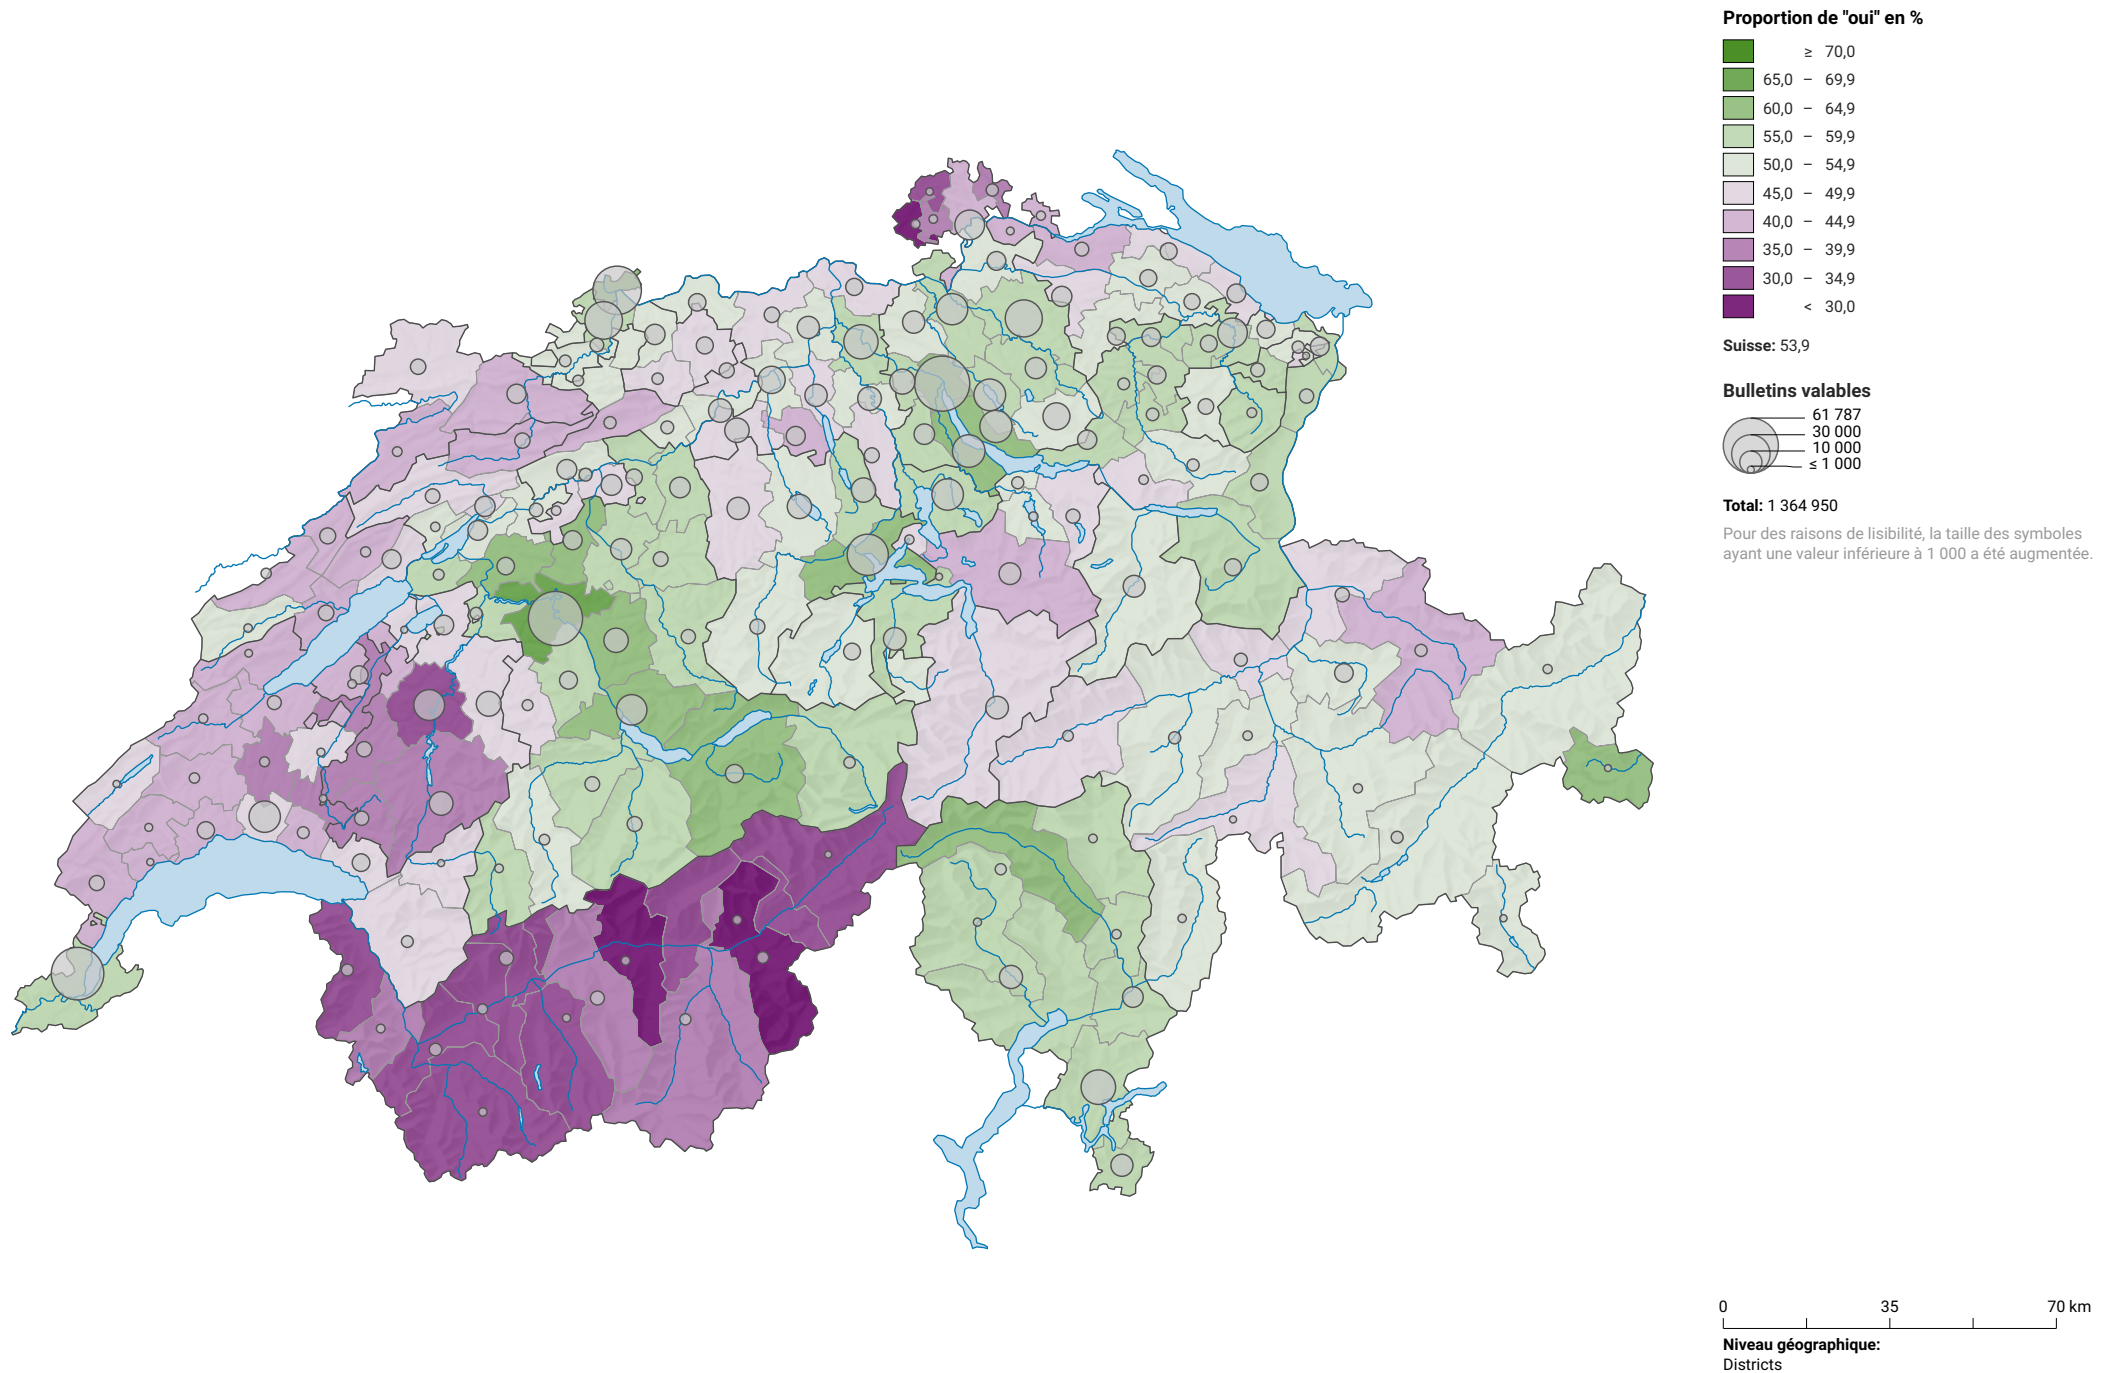 Proportion de "oui" en %
≥ 70,0
65,0 – 69,9
60,0 – 64,9
55,0 – 59,9
50,0 – 54,9
45,0 – 49,9
40,0 – 44,9
35,0 – 39,9
30,0 – 34,9
< 30,0
Suisse: 53,9
Bulletins valables
61 787
30 000
10 000
≤ 1 000
Total: 1 364 950
Pour des raisons de lisibilité, la taille des symboles
ayant une valeur inférieure à 1 000 a été augmentée.
0 35 70 km
Niveau géographique:
Districts